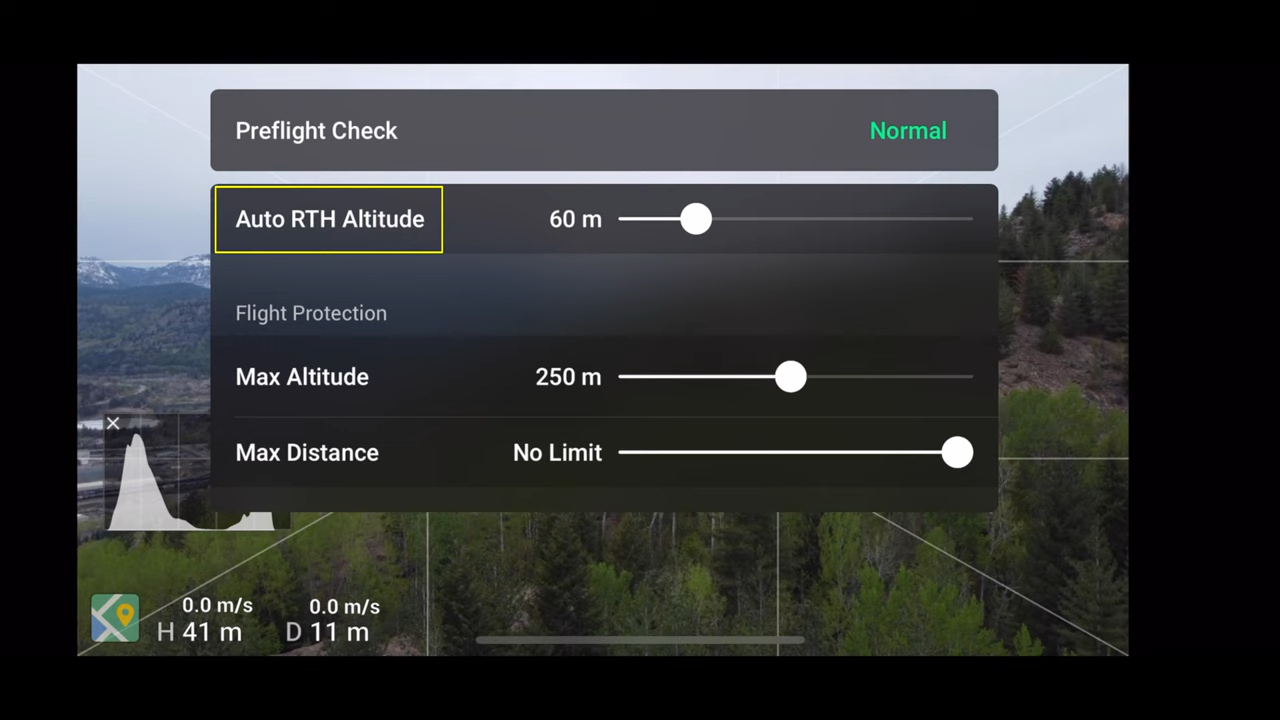 Preflight Check Normal
Auto RTH Altitude 60 m
Flight Protection
Max Altitude 250 m
Max Distance No Limit
0.0 m/s 0.0 m/s
H 41 m D 11 m